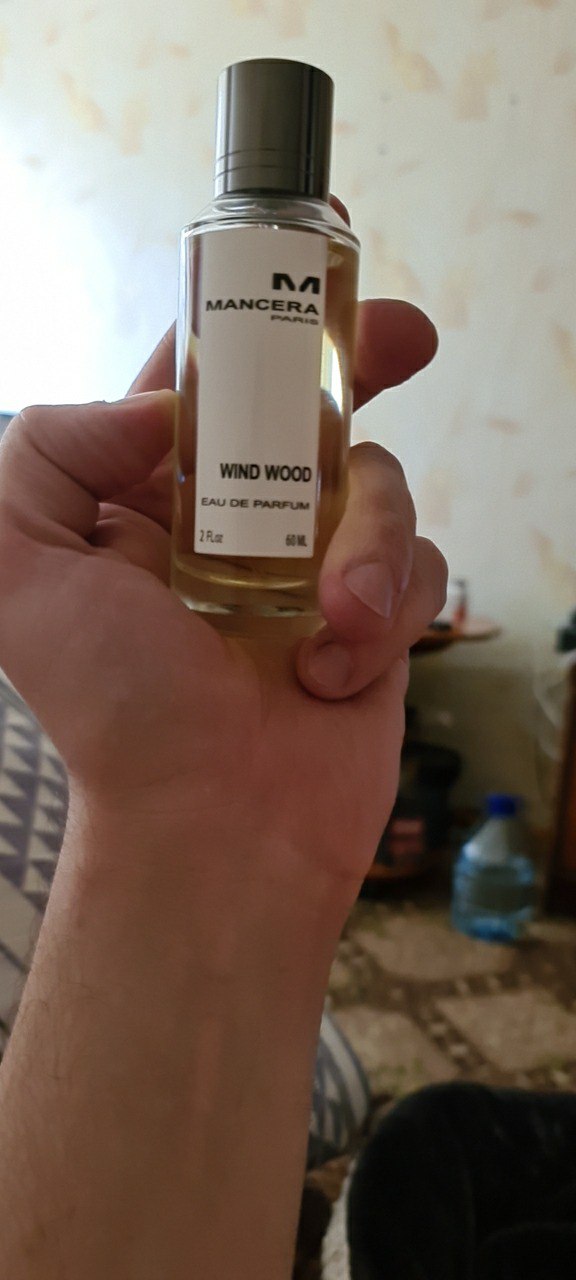 M
MANCERA
PARIS
WIND WOOD
EAU DE PARFUM
2 FL.oz 60 ML